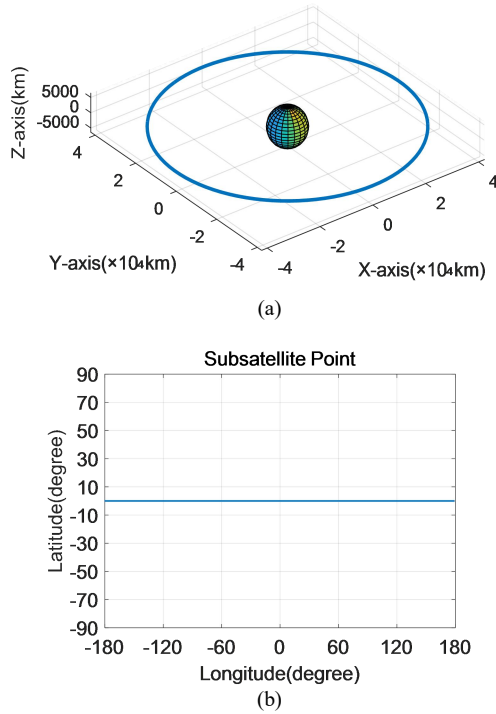 Z-axis(km)
5000
0
-5000
4
2
0
-2
-4
Y-axis(×10⁴km)
4
2
0
-2
-4
X-axis(×10⁴km)
(a)
Subsatellite Point
90
70
50
30
10
-10
-30
-50
-70
-90
Latitude(degree)
-180 -120 -60 0 60 120 180
Longitude(degree)
(b)